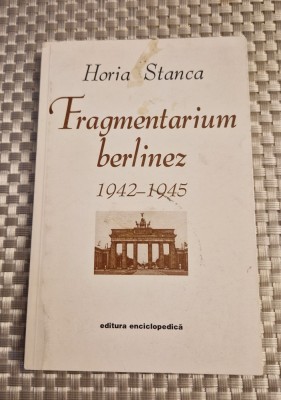 Horia Stanca
Fragmentarium
berlinez
1942-1945
editura enciclopedică